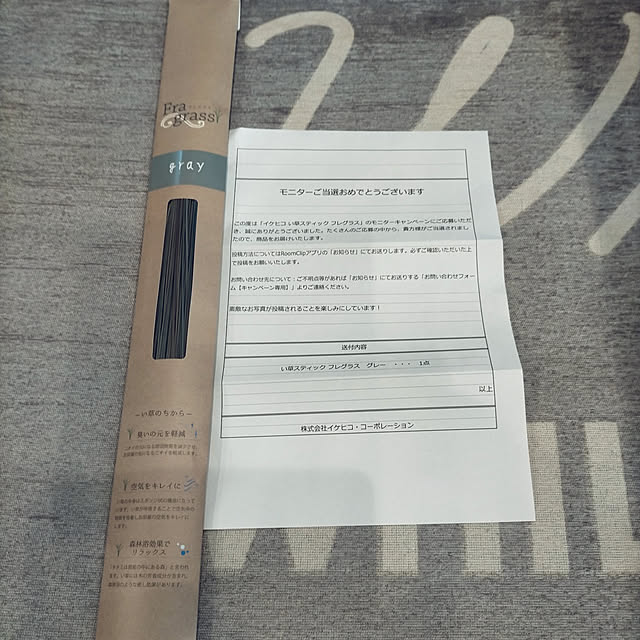 Fra
grass
gray
ーい草のちからー
臭いの元を軽減
空気をキレイに
森林浴効果で
リラックス
モニターご当選おめでとうございます
この度は「イケヒコ い草スティック フレグラス」のモニターキャンペーンにご応募いただ
き、誠にありがとうございました。たくさんのご応募の中から、貴方様がご当選されまし
たので、商品をお届けいたします。
投稿方法についてはRoomClipアプリの「お知らせ」にてお送りします。必ずご確認いただいた上
で投稿をお願いいたします。
お問い合わせ先について：ご不明点等があれば「お知らせ」にてお送りする「お問い合わせフォー
ム【キャンペーン専用】」よりご連絡ください。
素敵なお写真が投稿されることを楽しみにしています！
送付内容
い草スティック フレグラス　グレー　・・・　1点
以上
株式会社イケヒコ・コーポレーション